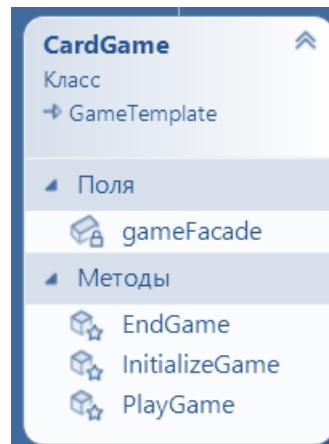 CardGame
Класс
GameTemplate
Поля
gameFacade
Методы
EndGame
InitializeGame
PlayGame